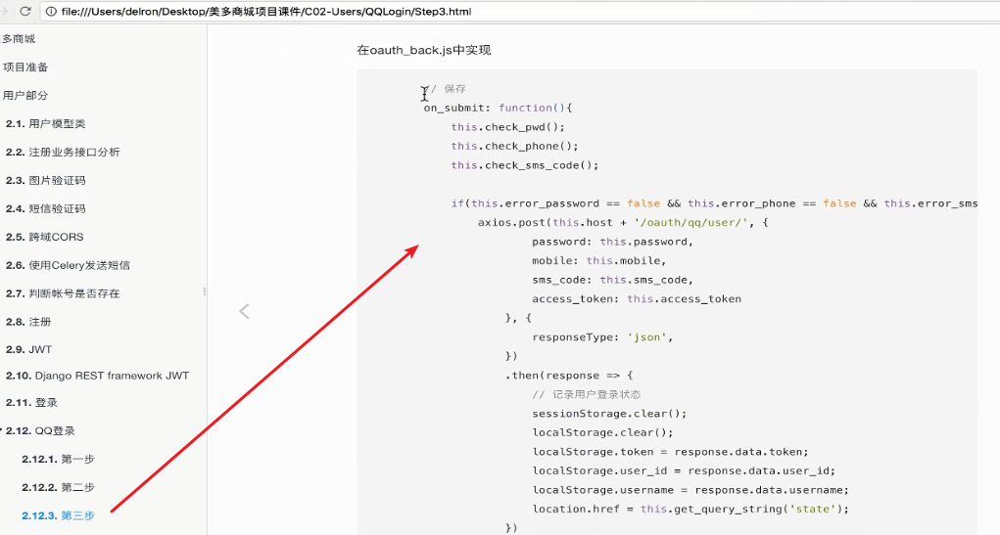 file:///Users/delron/Desktop/美多商城项目课件/C02-Users/QQLogin/Step3.html
多商城
项目准备
用户部分
2.1. 用户模型类
2.2. 注册业务接口分析
2.3. 图片验证码
2.4. 短信验证码
2.5. 跨域CORS
2.6. 使用Celery发送短信
2.7. 判断帐号是否存在
2.8. 注册
2.9. JWT
2.10. Django REST framework JWT
2.11. 登录
2.12. QQ登录
2.12.1. 第一步
2.12.2. 第二步
2.12.3. 第三步
在oauth_back.js中实现
// 保存
on_submit: function(){
this.check_pwd();
this.check_phone();
this.check_sms_code();
if(this.error_password == false && this.error_phone == false && this.error_sms
axios.post(this.host + '/oauth/qq/user/', {
password: this.password,
mobile: this.mobile,
sms_code: this.sms_code,
access_token: this.access_token
}, {
responseType: 'json',
})
.then(response => {
// 记录用户登录状态
sessionStorage.clear();
localStorage.clear();
localStorage.token = response.data.token;
localStorage.user_id = response.data.user_id;
localStorage.username = response.data.username;
location.href = this.get_query_string('state');
})